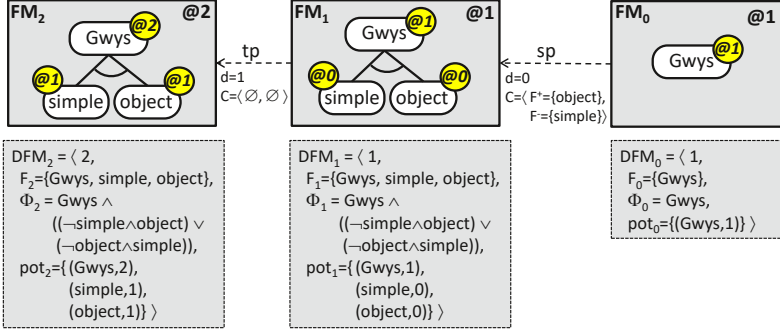 FM₂ @2
@2
Gwys
@1 @1
simple object
tp
d=1
C=⟨∅,∅⟩
FM₁ @1
@1
Gwys
@0 @0
simple object
sp
d=0
C=⟨ F⁺={object},
F⁻={simple}⟩
FM₀ @1
@1
Gwys
DFM₂ = ⟨ 2,
F₂={Gwys, simple, object},
Φ₂ = Gwys ∧
((¬simple∧object) ∨
(¬object∧simple)),
pot₂={(Gwys,2),
(simple,1),
(object,1)} ⟩
DFM₁ = ⟨ 1,
F₁={Gwys, simple, object},
Φ₁ = Gwys ∧
((¬simple∧object) ∨
(¬object∧simple)),
pot₁={(Gwys,1),
(simple,0),
(object,0)} ⟩
DFM₀ = ⟨ 1,
F₀={Gwys},
Φ₀ = Gwys,
pot₀={(Gwys,1)} ⟩